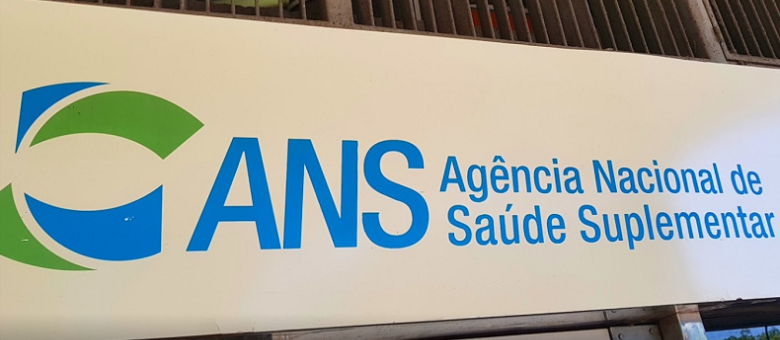 ANS
Agência Nacional de
Saúde Suplementar